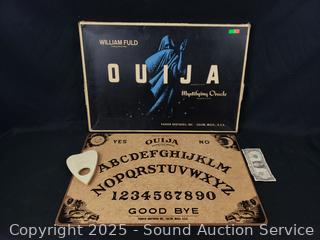 WILLIAM FULD
OUIJA
Mystifying Oracle
PARKER BROTHERS, INC. SALEM, MASS., U.S.A.
YES OUIJA NO
ABCDEFGHIJKLM
NOPQRSTUVWXYZ
1234567890
GOOD BYE
Copyright 2025 - Sound Auction Service